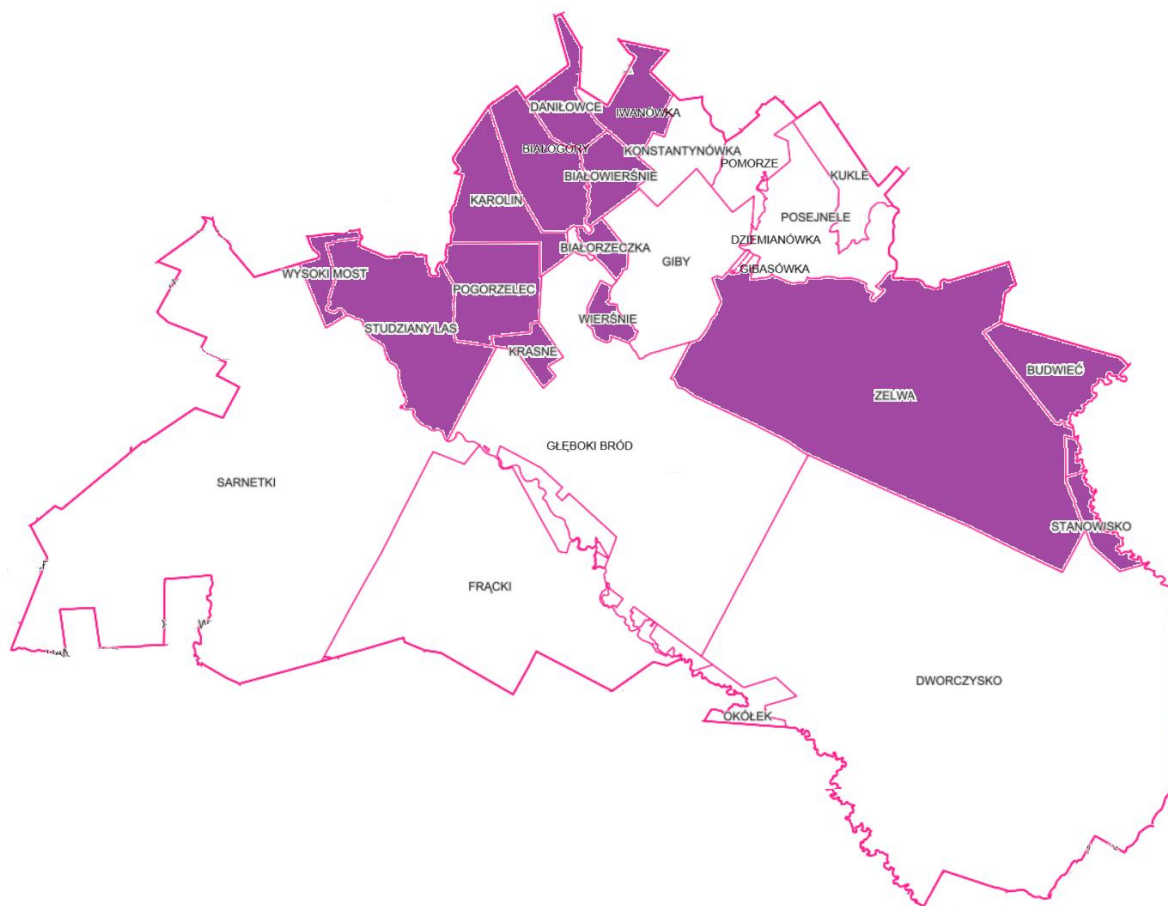 DANIŁOWCE
IWANÓWKA
BIAŁOGÓRY
KONSTANTYNÓWKA
POMORZE
BIAŁOWIERŚNIE
KUKLE
KAROLIN
POSEJNELE
DZIEMIANÓWKA
BIAŁORZECZKA
GIBY
GIBASÓWKA
WYSOKI MOST
POGORZELEC
WIERŚNIE
STUDZIANY LAS
KRASNE
BUDWIEĆ
ZELWA
GŁĘBOKI BRÓD
SARNETKI
STANOWISKO
FRĄCKI
DWORCZYSKO
OKÓŁEK